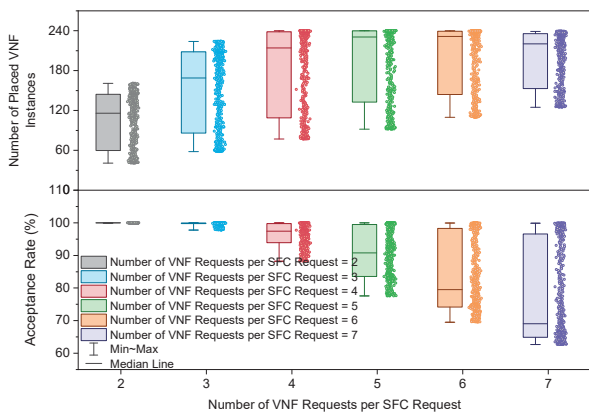 Number of Placed VNF
Instances
240
180
120
60
110
100
90
80
70
60
Acceptance Rate (%)
Number of VNF Requests per SFC Request = 2
Number of VNF Requests per SFC Request = 3
Number of VNF Requests per SFC Request = 4
Number of VNF Requests per SFC Request = 5
Number of VNF Requests per SFC Request = 6
Number of VNF Requests per SFC Request = 7
Min~Max
Median Line
2 3 4 5 6 7
Number of VNF Requests per SFC Request